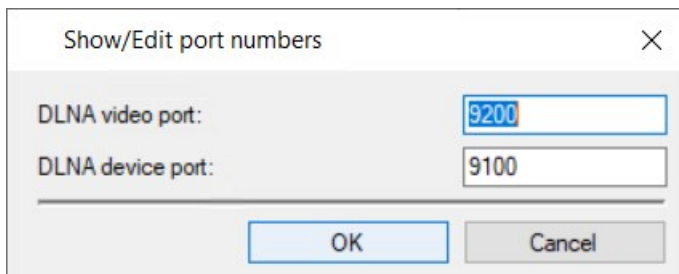 Show/Edit port numbers
DLNA video port: 9200
DLNA device port: 9100
OK Cancel